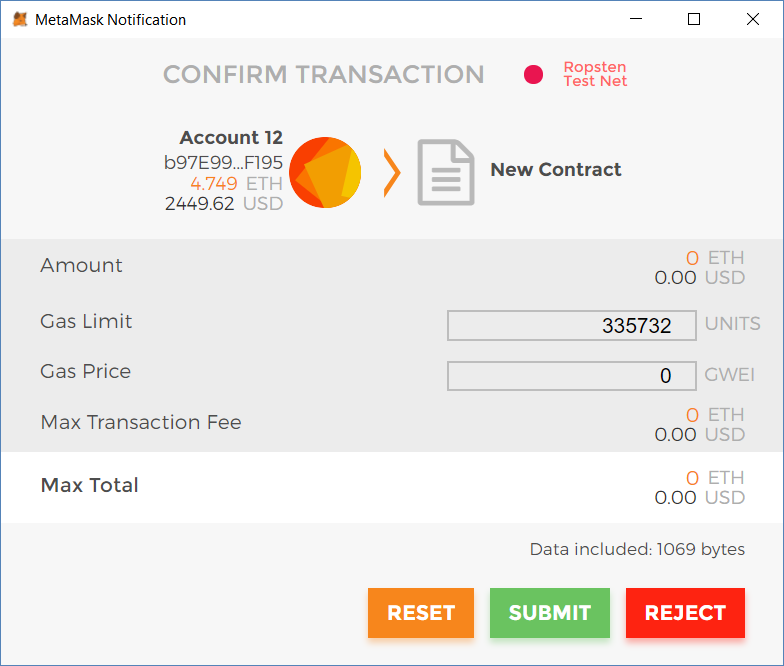 MetaMask Notification
CONFIRM TRANSACTION
Ropsten
Test Net
Account 12
b97E99...F195
4.749 ETH
2449.62 USD
New Contract
Amount
0 ETH
0.00 USD
Gas Limit
335732 UNITS
Gas Price
0 GWEI
Max Transaction Fee
0 ETH
0.00 USD
Max Total
0 ETH
0.00 USD
Data included: 1069 bytes
RESET SUBMIT REJECT